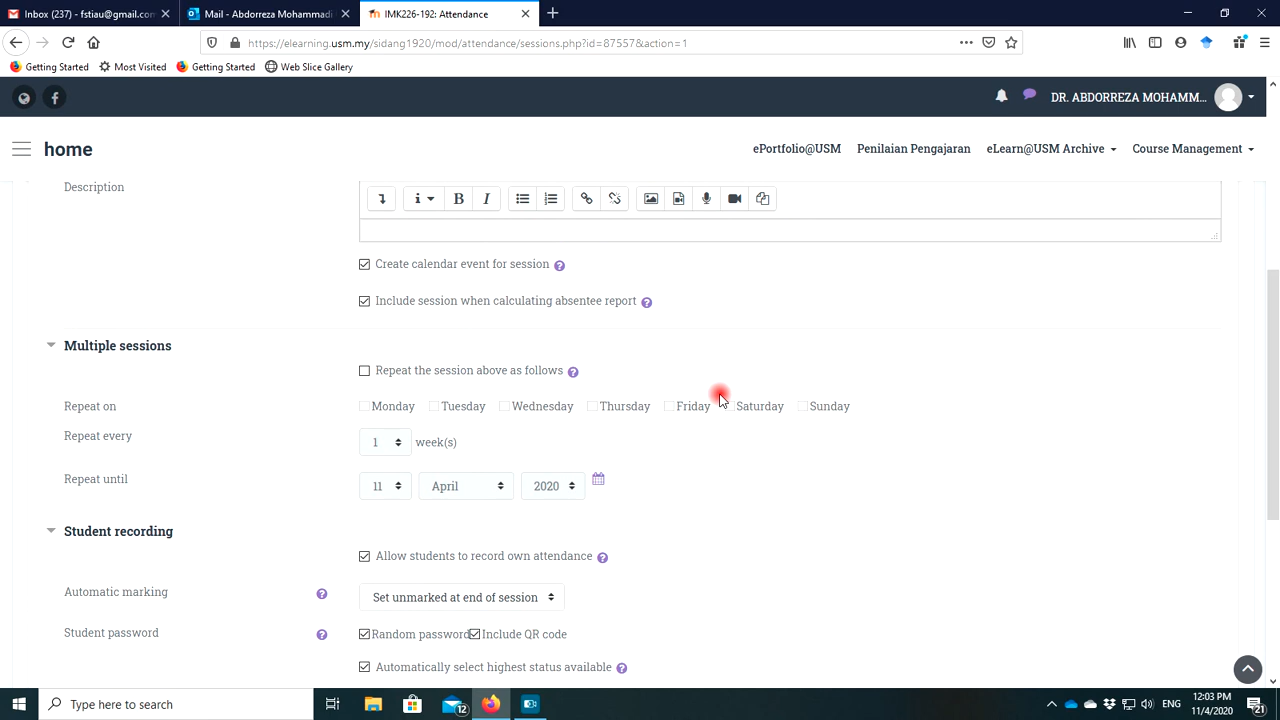 Inbox (237) - fstiau@gmail.com
Mail - Abdorreza Mohammadi
IMK226-192: Attendance
https://elearning.usm.my/sidang1920/mod/attendance/sessions.php?id=87557&action=1
Getting Started Most Visited Getting Started Web Slice Gallery
DR. ABDORREZA MOHAMM...
home
ePortfolio@USM Penilaian Pengajaran eLearn@USM Archive Course Management
Description
Create calendar event for session
Include session when calculating absentee report
Multiple sessions
Repeat the session above as follows
Repeat on Monday Tuesday Wednesday Thursday Friday Saturday Sunday
Repeat every 1 week(s)
Repeat until 11 April 2020
Student recording
Allow students to record own attendance
Automatic marking Set unmarked at end of session
Student password Random password Include QR code
Automatically select highest status available
Type here to search
12
ENG
12:03 PM
11/4/2020
21